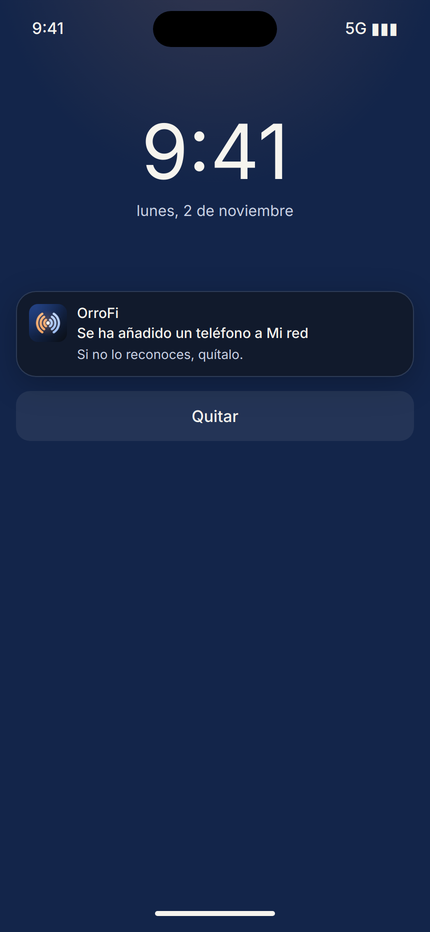 9:41
5G
9:41
lunes, 2 de noviembre
OrroFi
Se ha añadido un teléfono a Mi red
Si no lo reconoces, quítalo.
Quitar